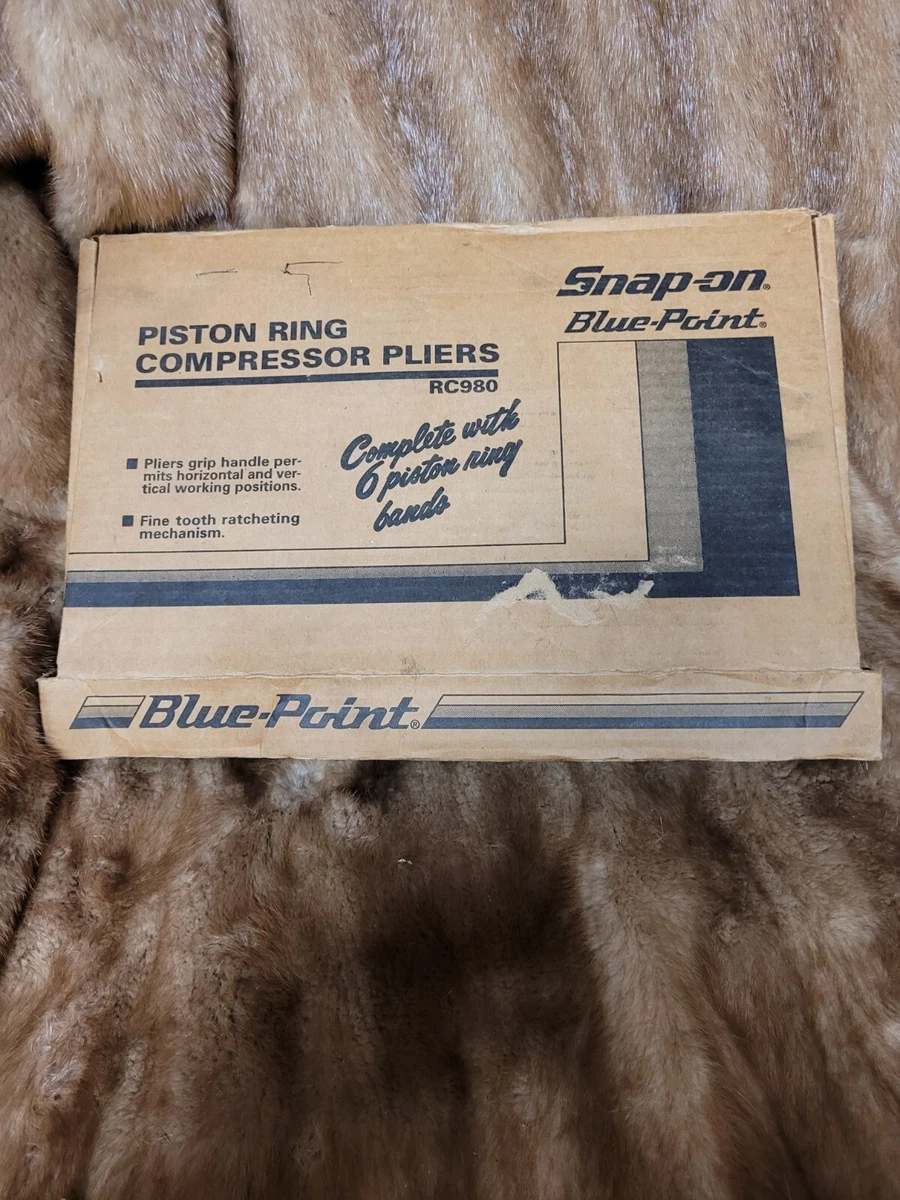 Snap-on®
Blue-Point®
PISTON RING
COMPRESSOR PLIERS
RC980
Complete with
6 piston ring
bands
■ Pliers grip handle per-
mits horizontal and ver-
tical working positions.
■ Fine tooth ratcheting
mechanism.
Blue-Point®